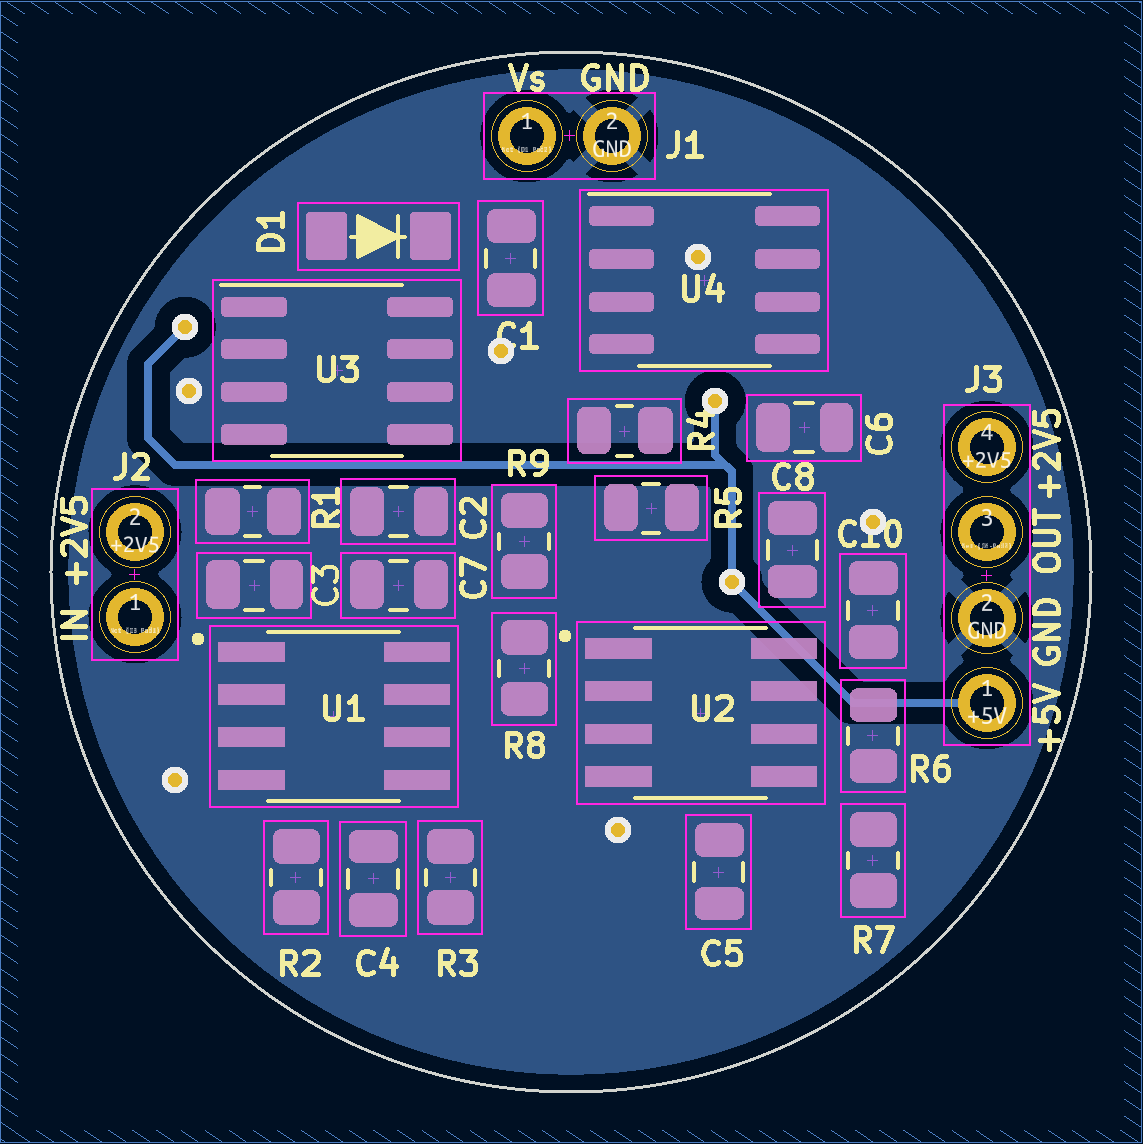 Vs GND
1 2
GND
J1
D1
U4
C1
U3
J3
R4
C6
4
+2V5
+2V5
J2
R9
C8
R1
C2
R5
2
+2V5
+2V5
3
OUT
C10
C3
C7
1
IN
2
GND
GND
U1
U2
1
+5V
+5V
R8
R6
R7
R2 C4 R3
C5